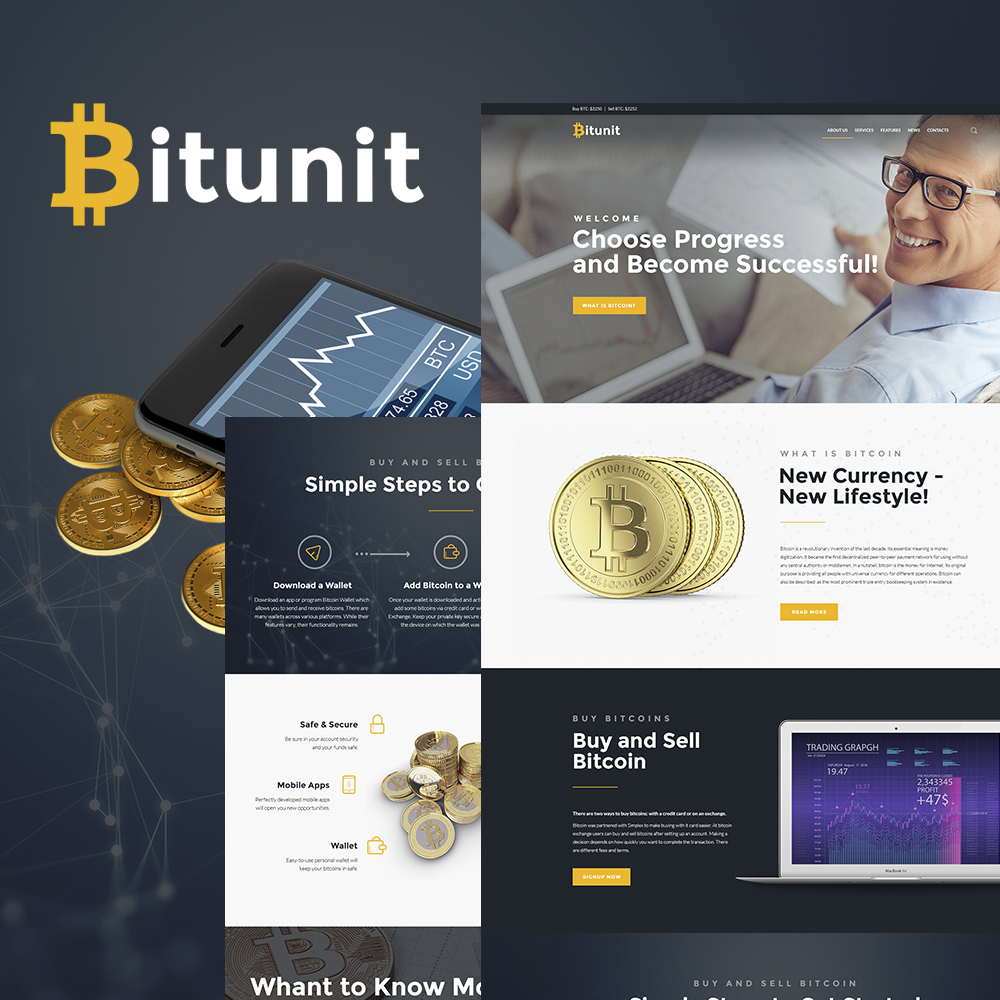 Bitunit
BTC
USD
74.65
828
BUY AND SELL B
Simple Steps to
Download a Wallet
Download an app or program Bitcoin Wallet which
allows you to send and receive bitcoins. There are
many wallets across various platforms. While their
features vary, their functionality remains.
Add Bitcoin to a W
Once your wallet is downloaded and acti
add some bitcoins via credit card or w
Exchange. Keep your private key secure a
the device on which the wallet was
Safe & Secure
Be sure in your account security
and your funds safe.
Mobile Apps
Perfectly developed mobile apps
will open you new opportunities.
Wallet
Easy-to-use personal wallet will
keep your bitcoins in safe.
Whant to Know Mo
Buy BTC: $2250 | Sell BTC: $2252
Bitunit
ABOUT US SERVICES FEATURES NEWS CONTACTS
WELCOME
Choose Progress
and Become Successful!
WHAT IS BITCOIN?
WHAT IS BITCOIN
New Currency -
New Lifestyle!
Bitcoin is a revolutionary invention of the last decade. Its essential meaning is money
digitization. It became the first decentralized peer-to-peer payment network for using without
any central authority or middlemen. In a nutshell, bitcoin is the money for Internet. Its original
purpose is providing all people with universal currency for different operations. Bitcoin can
also be described as the most prominent triple entry bookkeeping system in existence.
READ MORE
BUY BITCOINS
Buy and Sell
Bitcoin
There are two ways to buy bitcoins: with a credit card or on an exchange.
Bitcoin was partnered with Simplex to make buying with it card easier. At bitcoin
exchange users can buy and sell bitcoins after setting up an account. Making a
decision depends on how quickly you want to complete the transaction. There
are different fees and terms.
SIGNUP NOW
TRADING GRAPGH
SATURDAY August 17 2016
19.47
13.37
2,343345
PROFIT
+47$
MacBook Air
BUY AND SELL BITCOIN
Simple Steps to Get Started